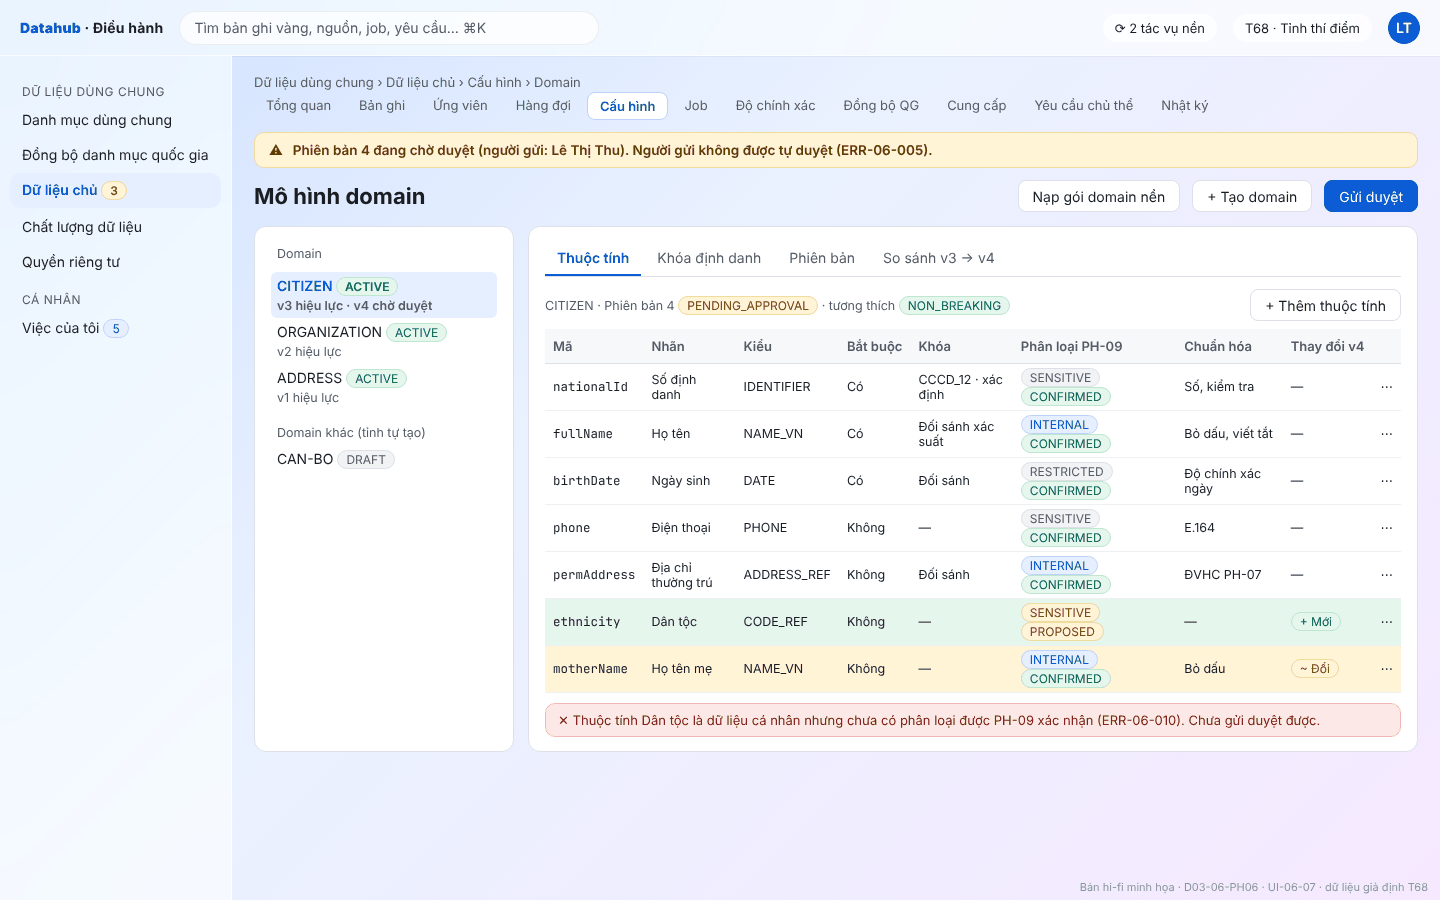 Datahub · Điều hành
Tìm bản ghi vàng, nguồn, job, yêu cầu... ⌘K
⟳ 2 tác vụ nền
T68 · Tỉnh thí điểm
LT
DỮ LIỆU DÙNG CHUNG
Danh mục dùng chung
Đồng bộ danh mục quốc gia
Dữ liệu chủ 3
Chất lượng dữ liệu
Quyền riêng tư
CÁ NHÂN
Việc của tôi 5
Dữ liệu dùng chung › Dữ liệu chủ › Cấu hình › Domain
Tổng quan Bản ghi Ứng viên Hàng đợi Cấu hình Job Độ chính xác Đồng bộ QG Cung cấp Yêu cầu chủ thể Nhật ký
⚠ Phiên bản 4 đang chờ duyệt (người gửi: Lê Thị Thu). Người gửi không được tự duyệt (ERR-06-005).
Mô hình domain
Nạp gói domain nền
+ Tạo domain
Gửi duyệt
Domain
CITIZEN ACTIVE
v3 hiệu lực · v4 chờ duyệt
ORGANIZATION ACTIVE
v2 hiệu lực
ADDRESS ACTIVE
v1 hiệu lực
Domain khác (tỉnh tự tạo)
CAN-BO DRAFT
Thuộc tính Khóa định danh Phiên bản So sánh v3 → v4
CITIZEN · Phiên bản 4 PENDING_APPROVAL · tương thích NON_BREAKING
+ Thêm thuộc tính
Mã Nhãn Kiểu Bắt buộc Khóa Phân loại PH-09 Chuẩn hóa Thay đổi v4
nationalId Số định danh IDENTIFIER Có CCCD_12 · xác định SENSITIVE CONFIRMED Số, kiểm tra — ···
fullName Họ tên NAME_VN Có Đối sánh xác suất INTERNAL CONFIRMED Bỏ dấu, viết tắt — ···
birthDate Ngày sinh DATE Có Đối sánh RESTRICTED CONFIRMED Độ chính xác ngày — ···
phone Điện thoại PHONE Không — SENSITIVE CONFIRMED E.164 — ···
permAddress Địa chỉ thường trú ADDRESS_REF Không Đối sánh INTERNAL CONFIRMED ĐVHC PH-07 — ···
ethnicity Dân tộc CODE_REF Không — SENSITIVE PROPOSED — + Mới ···
motherName Họ tên mẹ NAME_VN Không — INTERNAL CONFIRMED Bỏ dấu ~ Đổi ···
✕ Thuộc tính Dân tộc là dữ liệu cá nhân nhưng chưa có phân loại được PH-09 xác nhận (ERR-06-010). Chưa gửi duyệt được.
Bản hi-fi minh họa · D03-06-PH06 · UI-06-07 · dữ liệu giả định T68